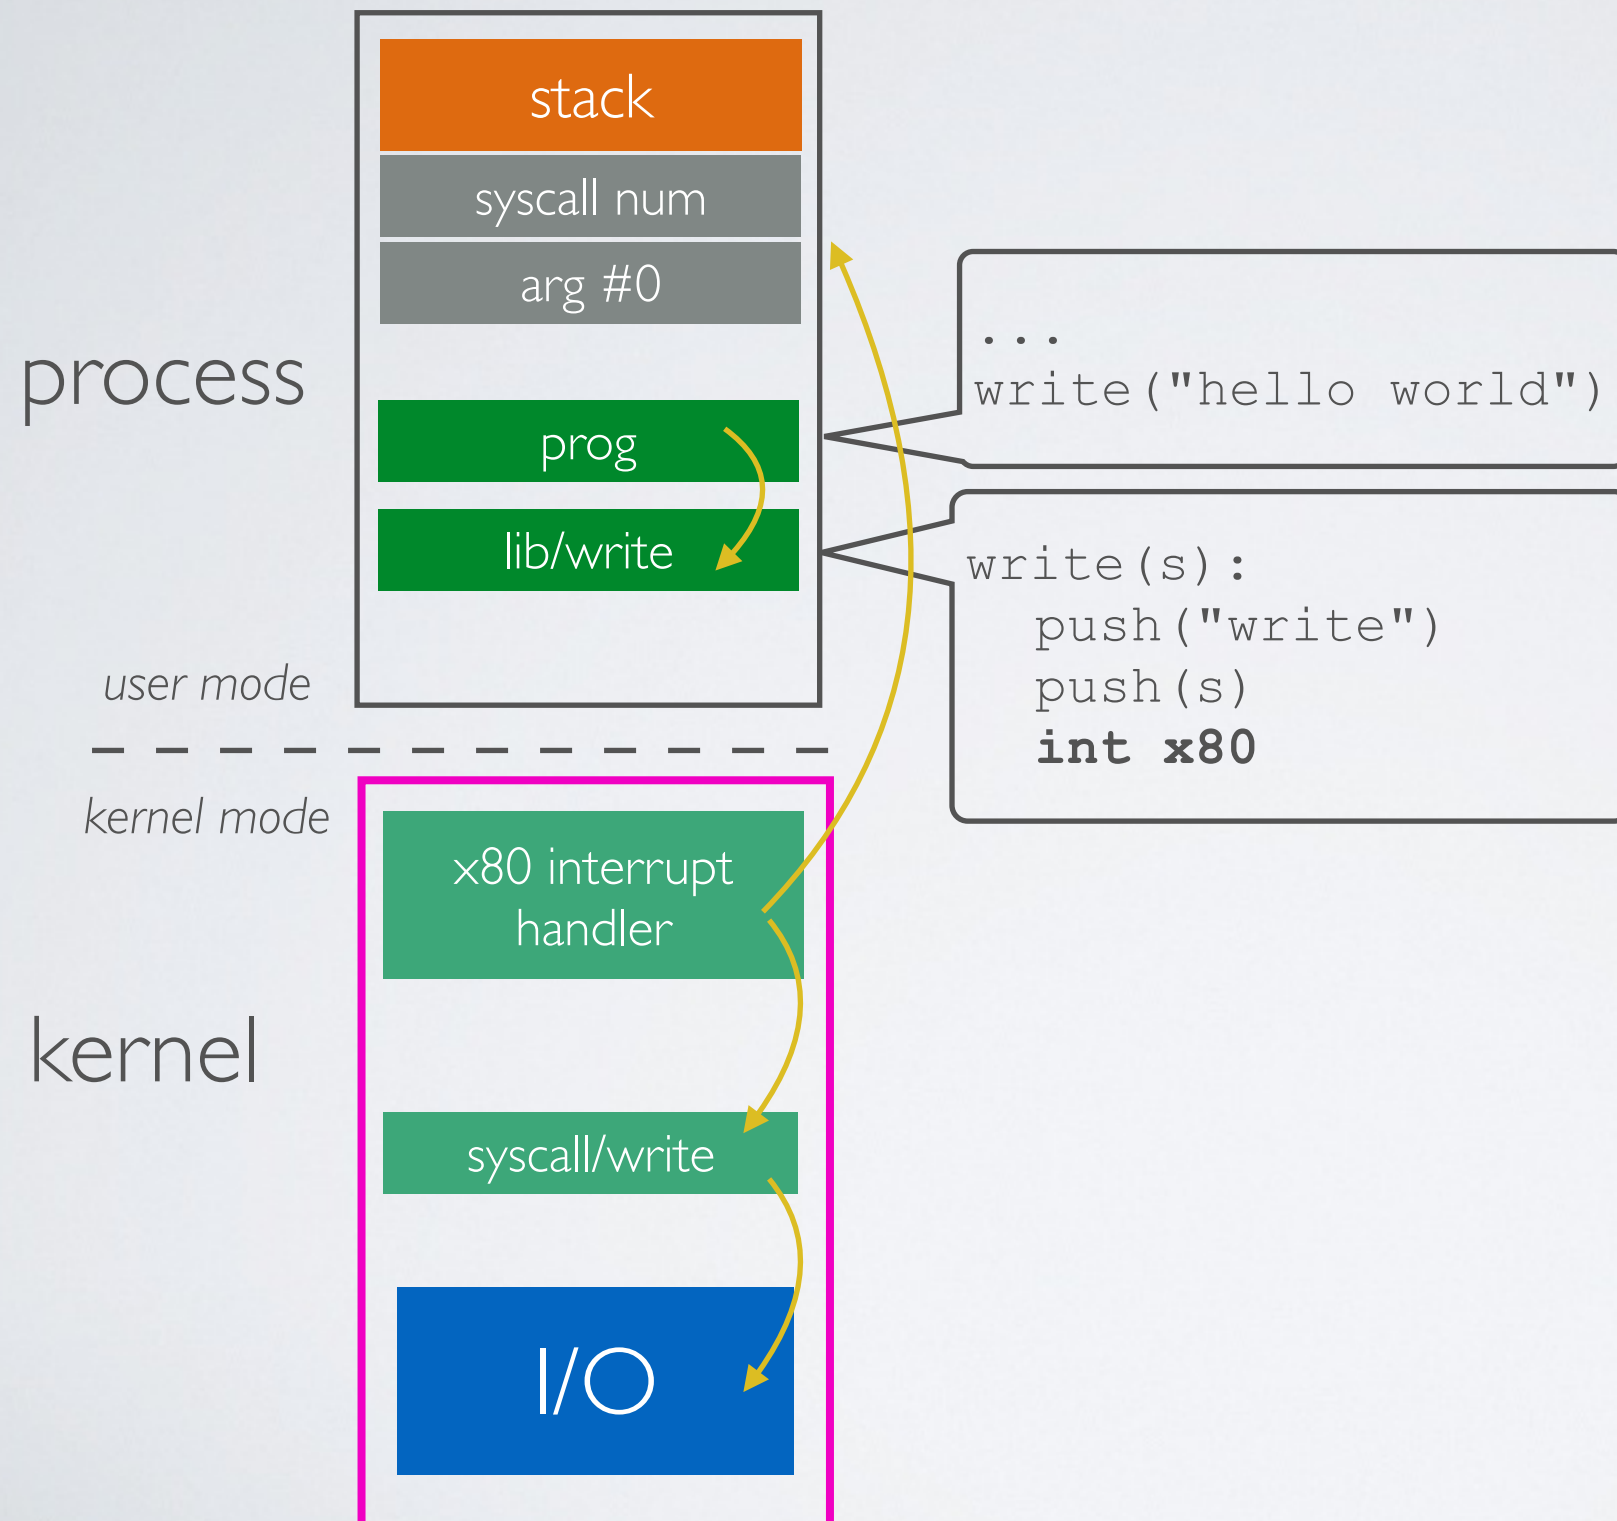 stack
syscall num
arg #0
process
prog
lib/write
...
write("hello world")
write(s):
push("write")
push(s)
int x80
user mode
kernel mode
x80 interrupt
handler
kernel
syscall/write
I/O